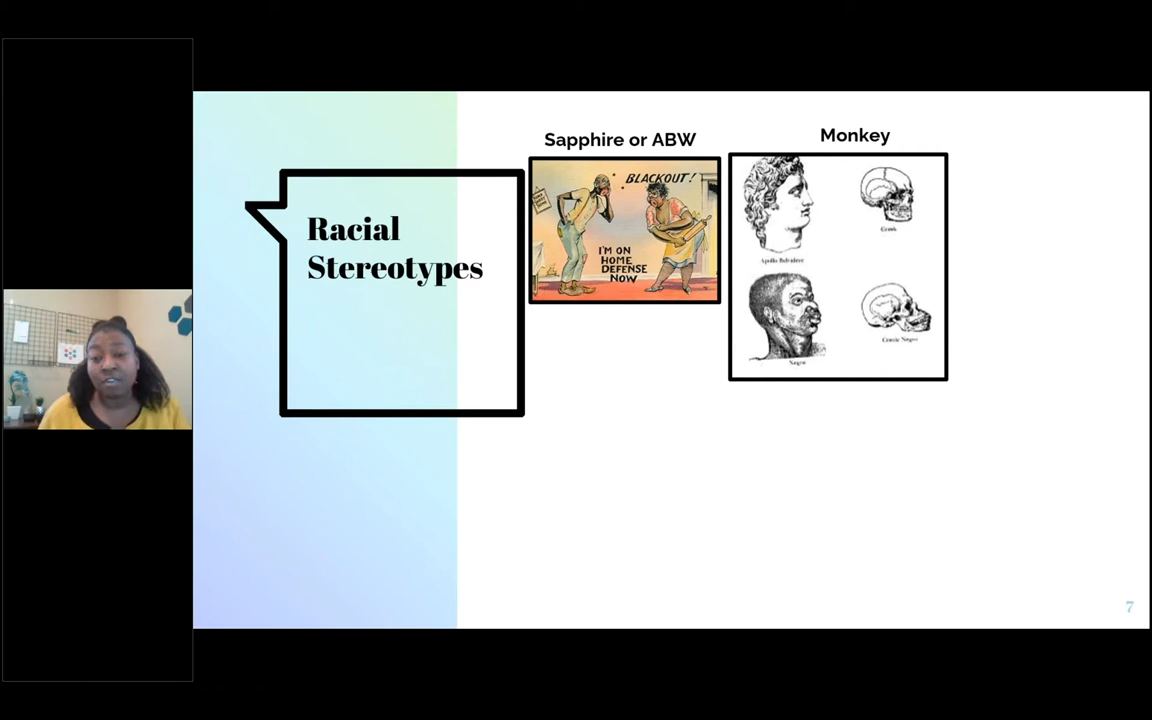 Racial
Stereotypes
Sapphire or ABW
BLACKOUT!
I'M ON
HOME
DEFENSE
NOW
Monkey
Apollo Belvidere
Greek
Negro
Creole Negro
7